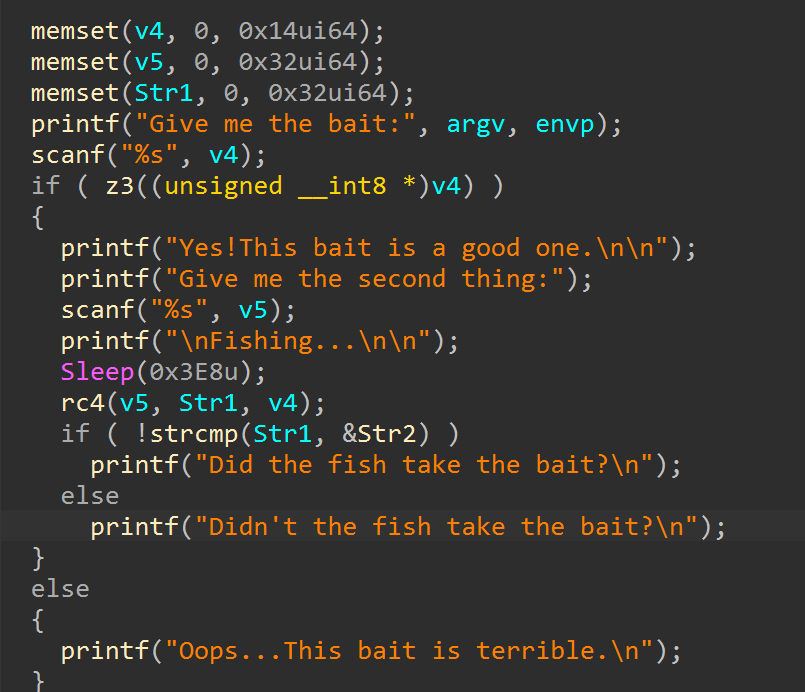 memset(v4, 0, 0x14ui64);
memset(v5, 0, 0x32ui64);
memset(Str1, 0, 0x32ui64);
printf("Give me the bait:", argv, envp);
scanf("%s", v4);
if ( z3((unsigned __int8 *)v4) )
{
  printf("Yes!This bait is a good one.\n\n");
  printf("Give me the second thing:");
  scanf("%s", v5);
  printf("\nFishing...\n\n");
  Sleep(0x3E8u);
  rc4(v5, Str1, v4);
  if ( !strcmp(Str1, &Str2) )
    printf("Did the fish take the bait?\n");
  else
    printf("Didn't the fish take the bait?\n");
}
else
{
  printf("Oops...This bait is terrible.\n");
}